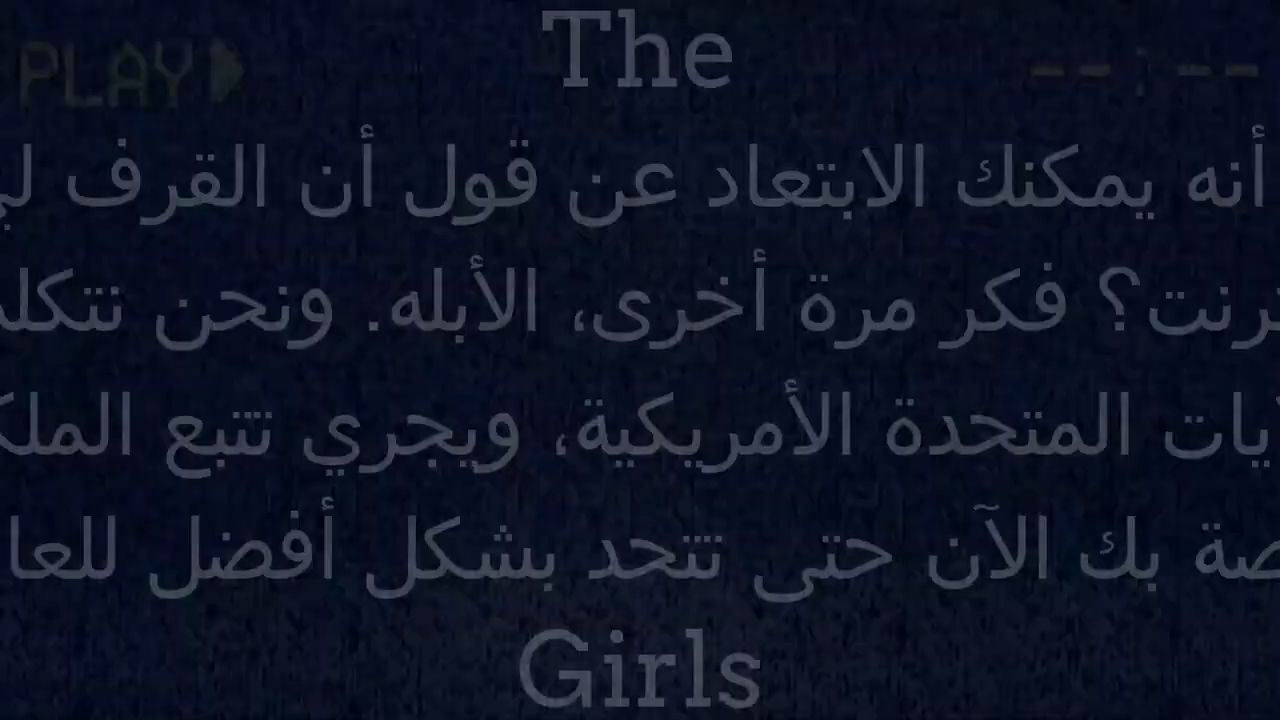 The
PLAY
--:--
أنه يمكنك الابتعاد عن قول أن القرف
؟ فكر مرة أخرى، الأبله. ونحن
المتحدة الأمريكية، ويجري تتبع
بك الآن حتى تتحد بشكل أفضل
Girls